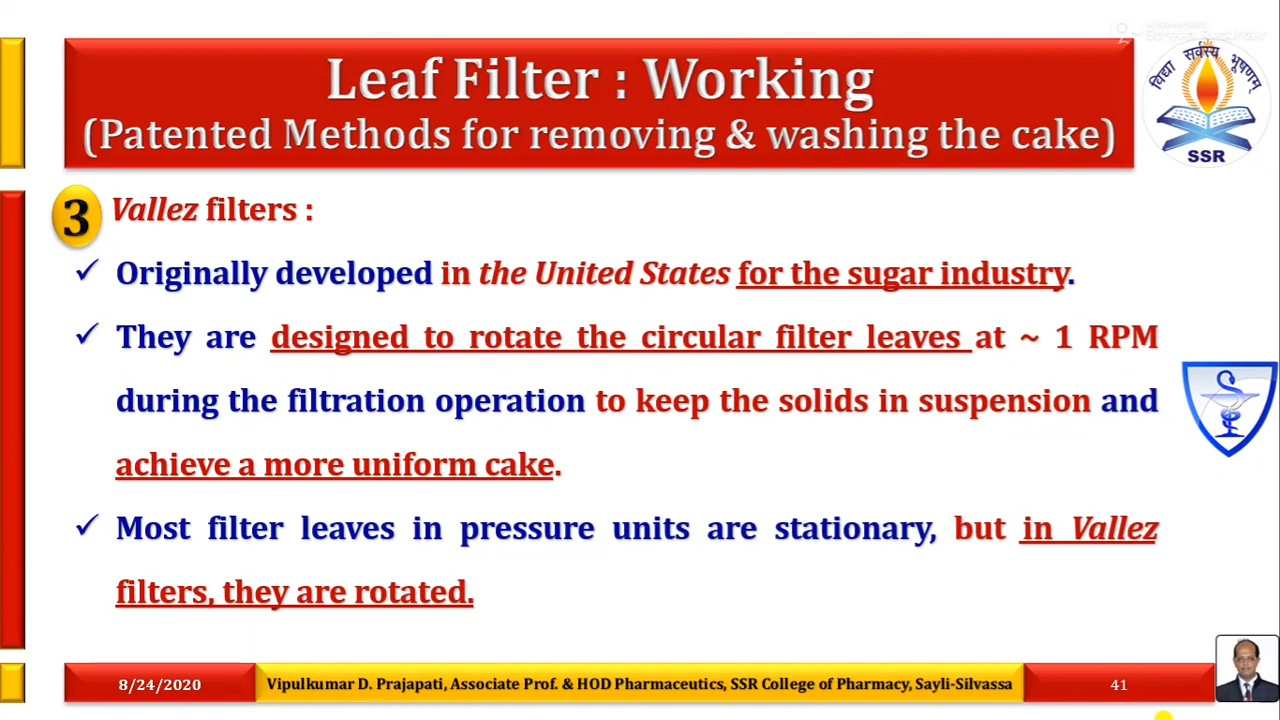 Leaf Filter : Working
(Patented Methods for removing & washing the cake)
विद्या सर्वस्य भूषणम्
SSR
3 Vallez filters :
✓ Originally developed in the United States for the sugar industry.
✓ They are designed to rotate the circular filter leaves at ~ 1 RPM
during the filtration operation to keep the solids in suspension and
achieve a more uniform cake.
✓ Most filter leaves in pressure units are stationary, but in Vallez
filters, they are rotated.
8/24/2020
Vipulkumar D. Prajapati, Associate Prof. & HOD Pharmaceutics, SSR College of Pharmacy, Sayli-Silvassa
41